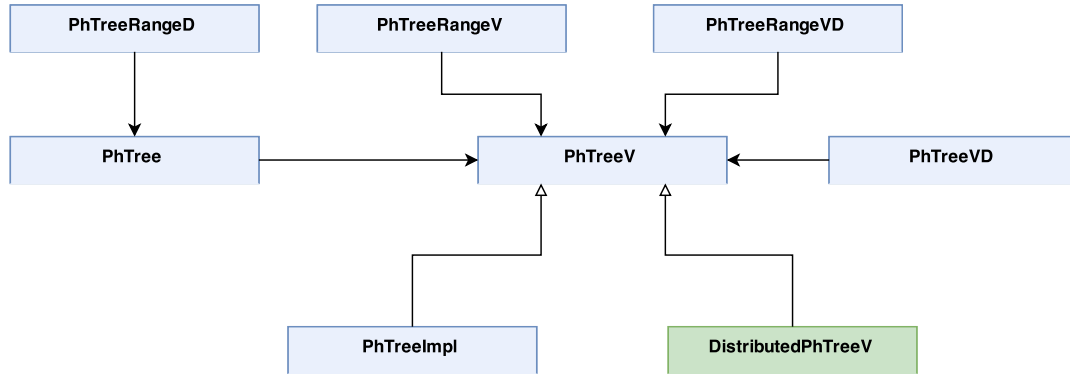 PhTreeRangeD
PhTreeRangeV
PhTreeRangeVD
PhTree
PhTreeV
PhTreeVD
PhTreeImpl
DistributedPhTreeV